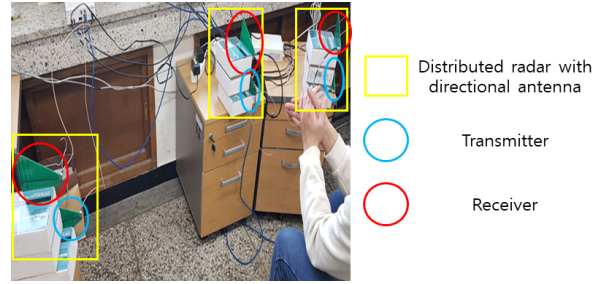 Distributed radar with
directional antenna
Transmitter
Receiver